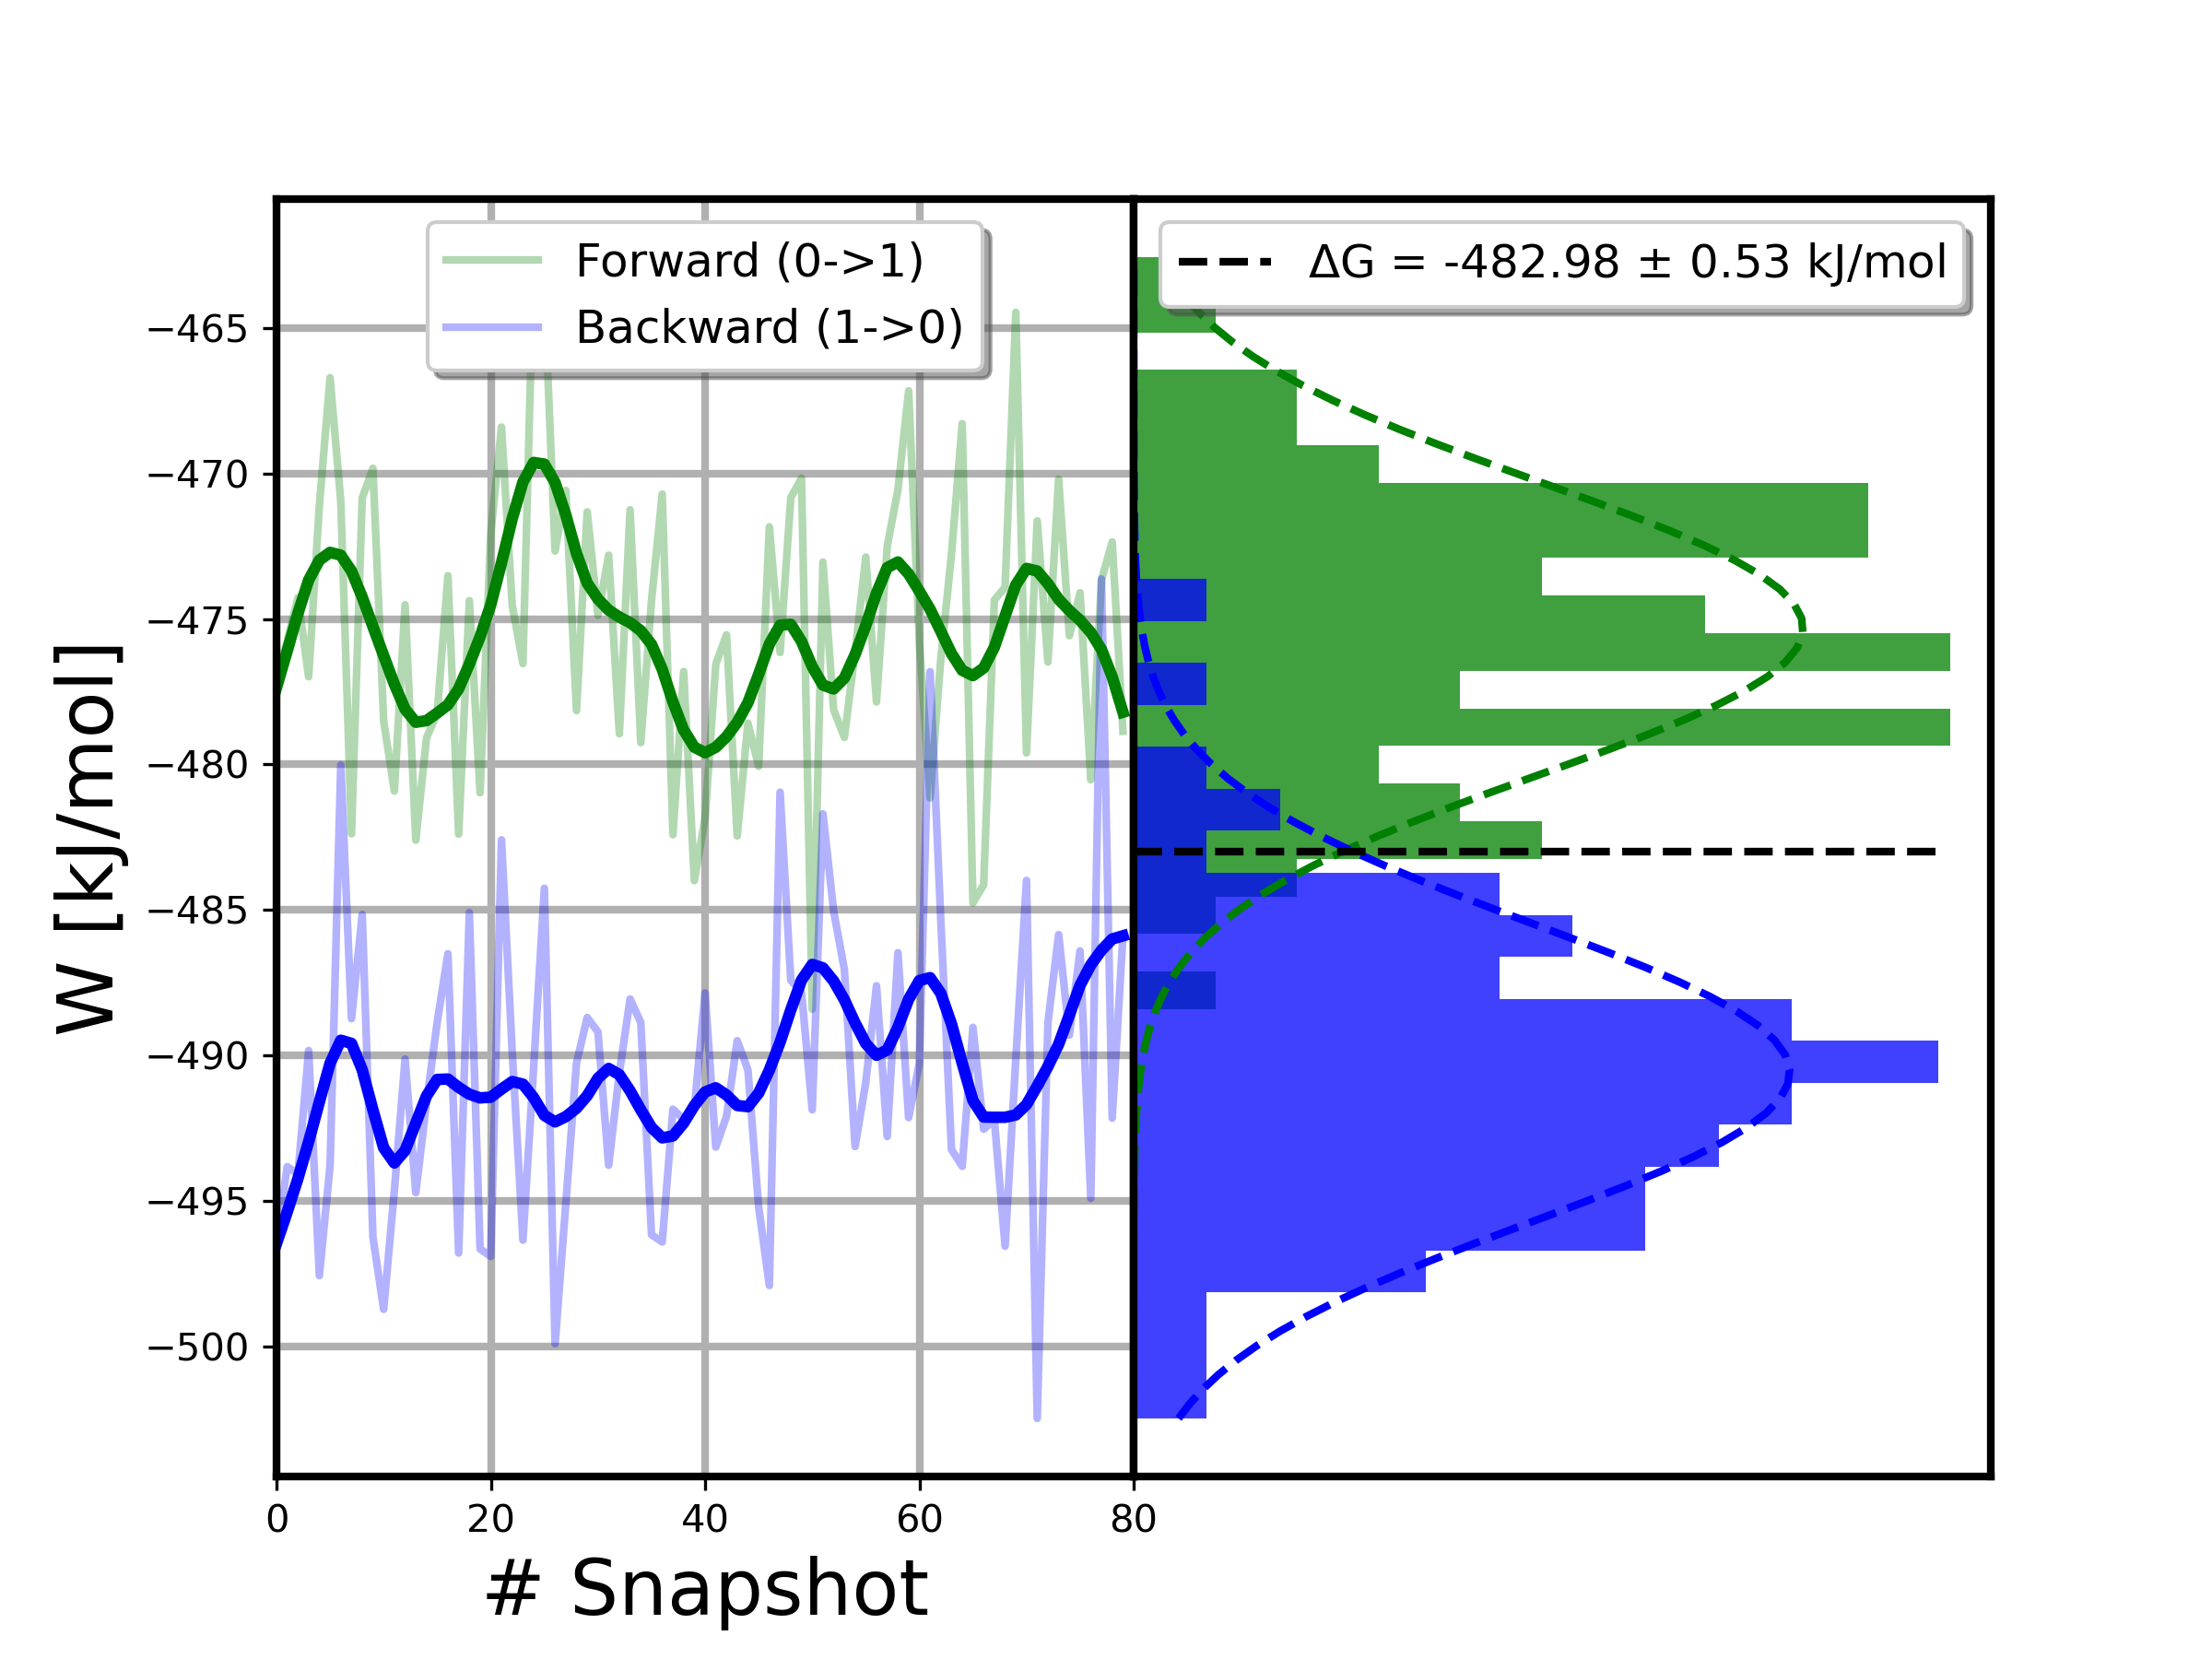 Forward (0->1)
Backward (1->0)
ΔG = -482.98 ± 0.53 kJ/mol
W [kJ/mol]
−465
−470
−475
−480
−485
−490
−495
−500
0 20 40 60 80
# Snapshot